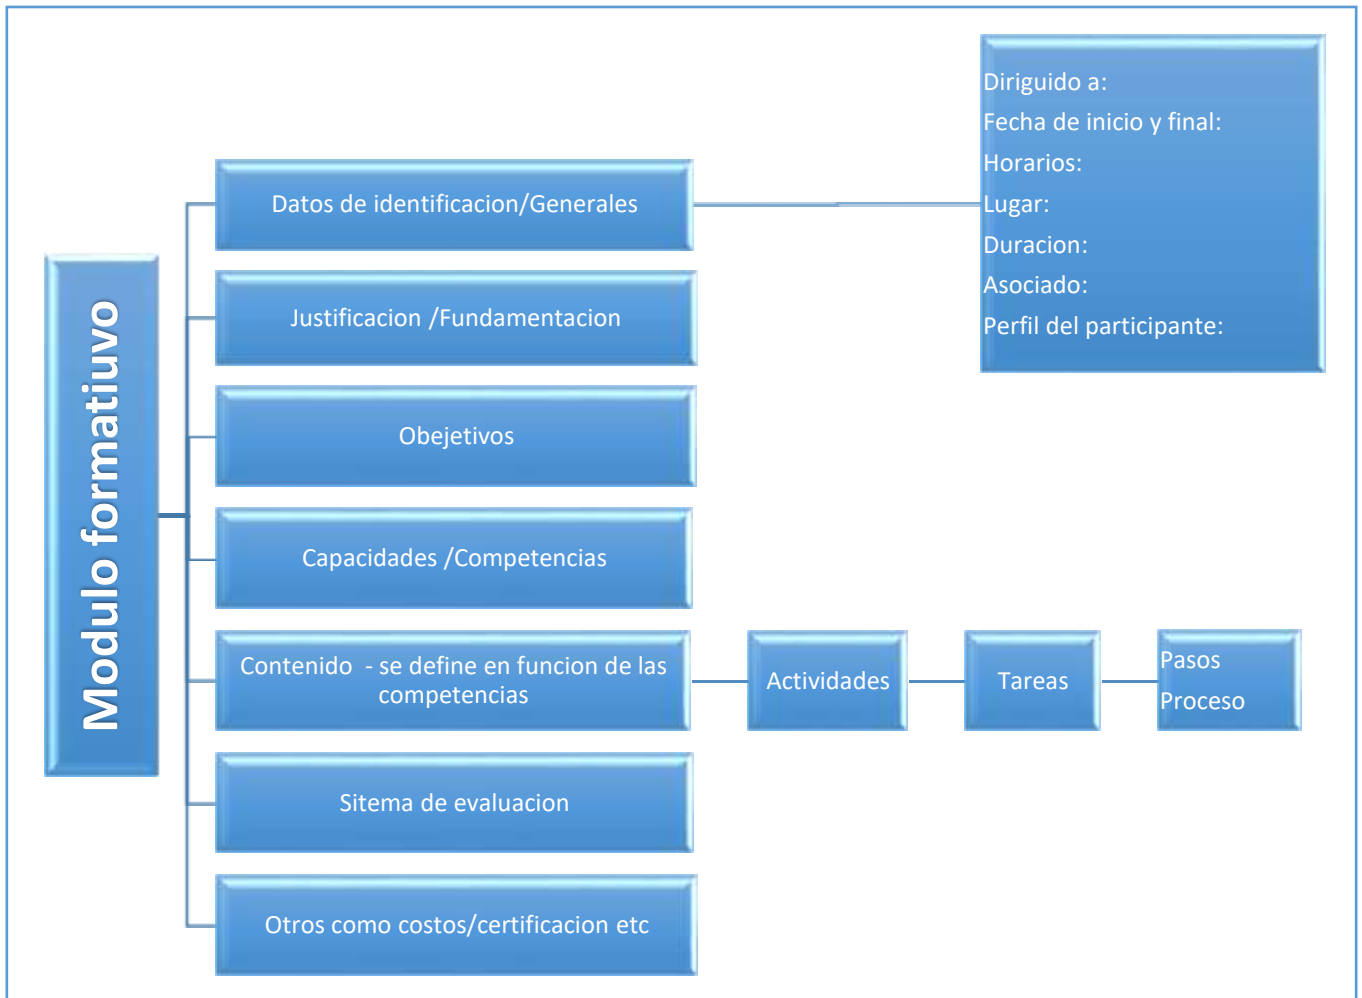 Modulo formatiuvo
Datos de identificacion/Generales
Diriguido a:
Fecha de inicio y final:
Horarios:
Lugar:
Duracion:
Asociado:
Perfil del participante:
Justificacion /Fundamentacion
Obejetivos
Capacidades /Competencias
Contenido  - se define en funcion de las
competencias
Actividades
Tareas
Pasos
Proceso
Sitema de evaluacion
Otros como costos/certificacion etc